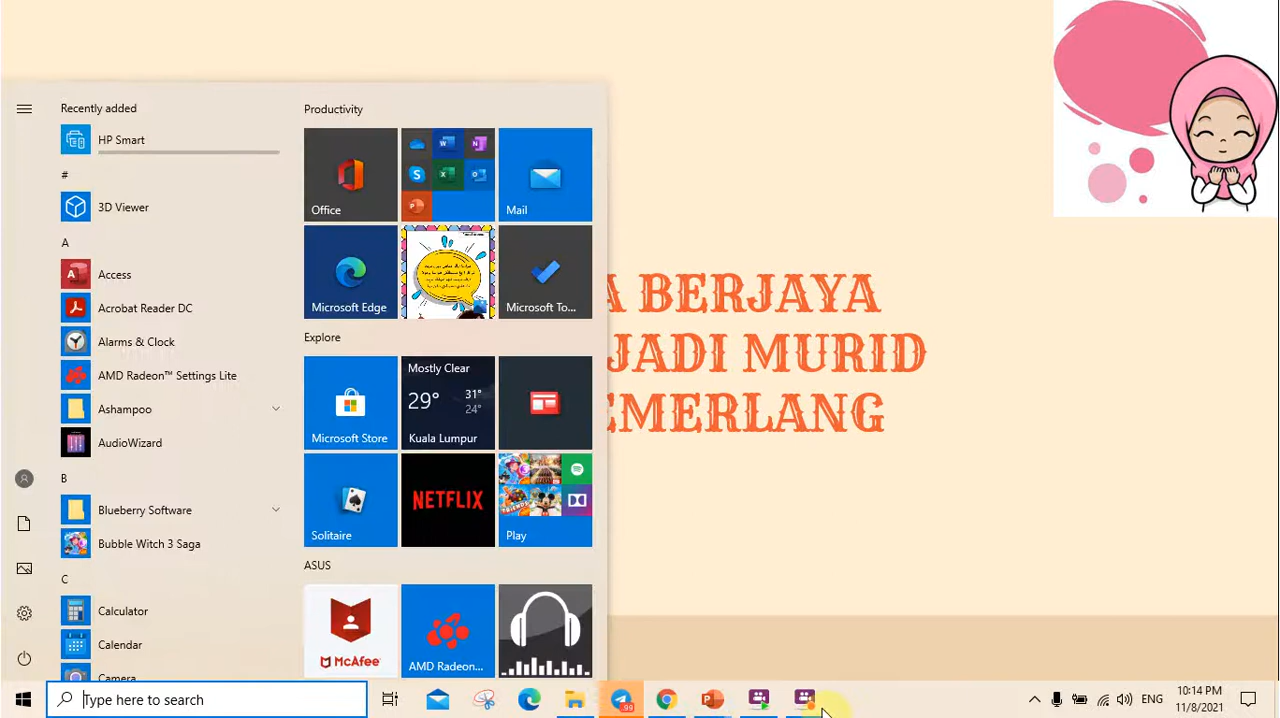 Recently added
HP Smart
#
3D Viewer
A
Access
Acrobat Reader DC
Alarms & Clock
AMD Radeon™ Settings Lite
Ashampoo
AudioWizard
B
Blueberry Software
Bubble Witch 3 Saga
C
Calculator
Calendar
Camera
Productivity
Office
Mail
Microsoft Edge
Microsoft To...
Explore
Microsoft Store
Mostly Clear
29° 31°
24°
Kuala Lumpur
Solitaire
NETFLIX
Play
ASUS
McAfee
AMD Radeon...
A BERJAYA
JADI MURID
EMERLANG
Type here to search
99
ENG
10:14 PM
11/8/2021